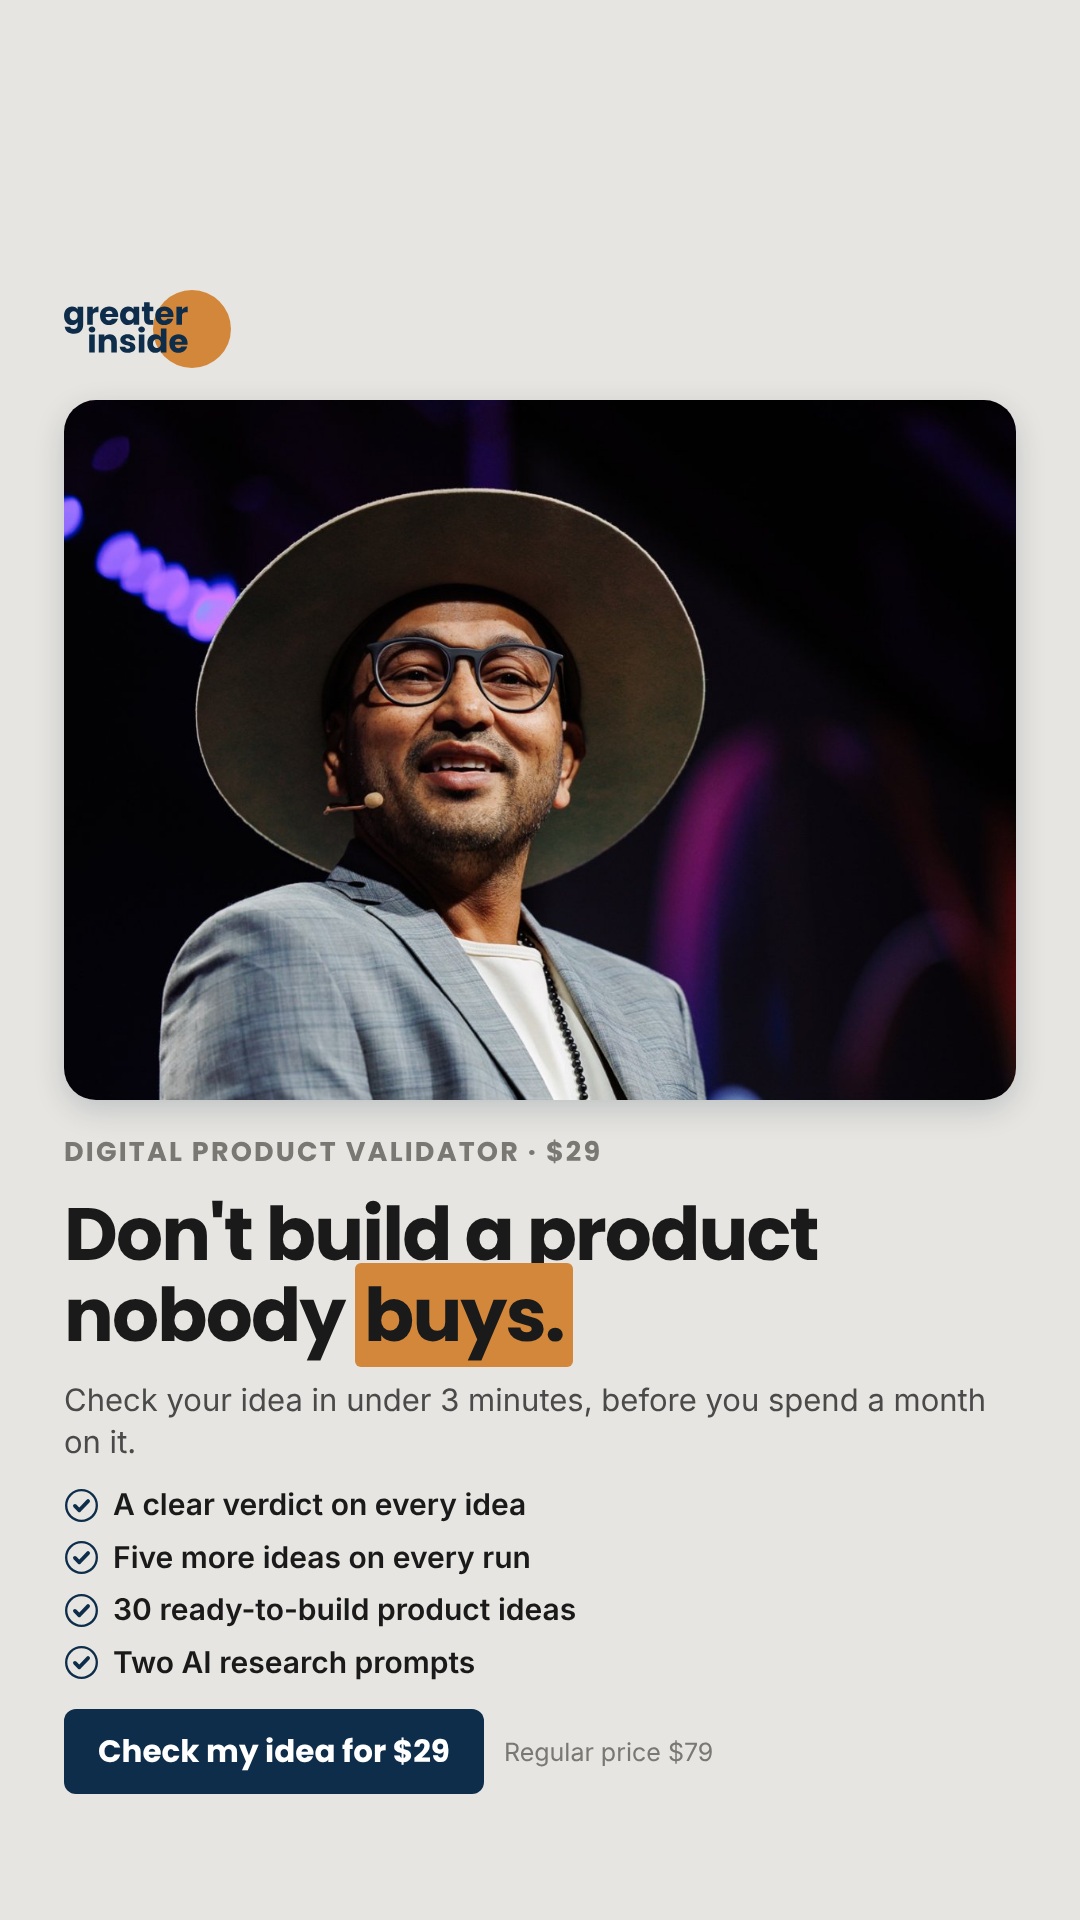 greater
inside
DIGITAL PRODUCT VALIDATOR · $29
Don't build a product
nobody buys.
Check your idea in under 3 minutes, before you spend a month
on it.
A clear verdict on every idea
Five more ideas on every run
30 ready-to-build product ideas
Two AI research prompts
Check my idea for $29
Regular price $79